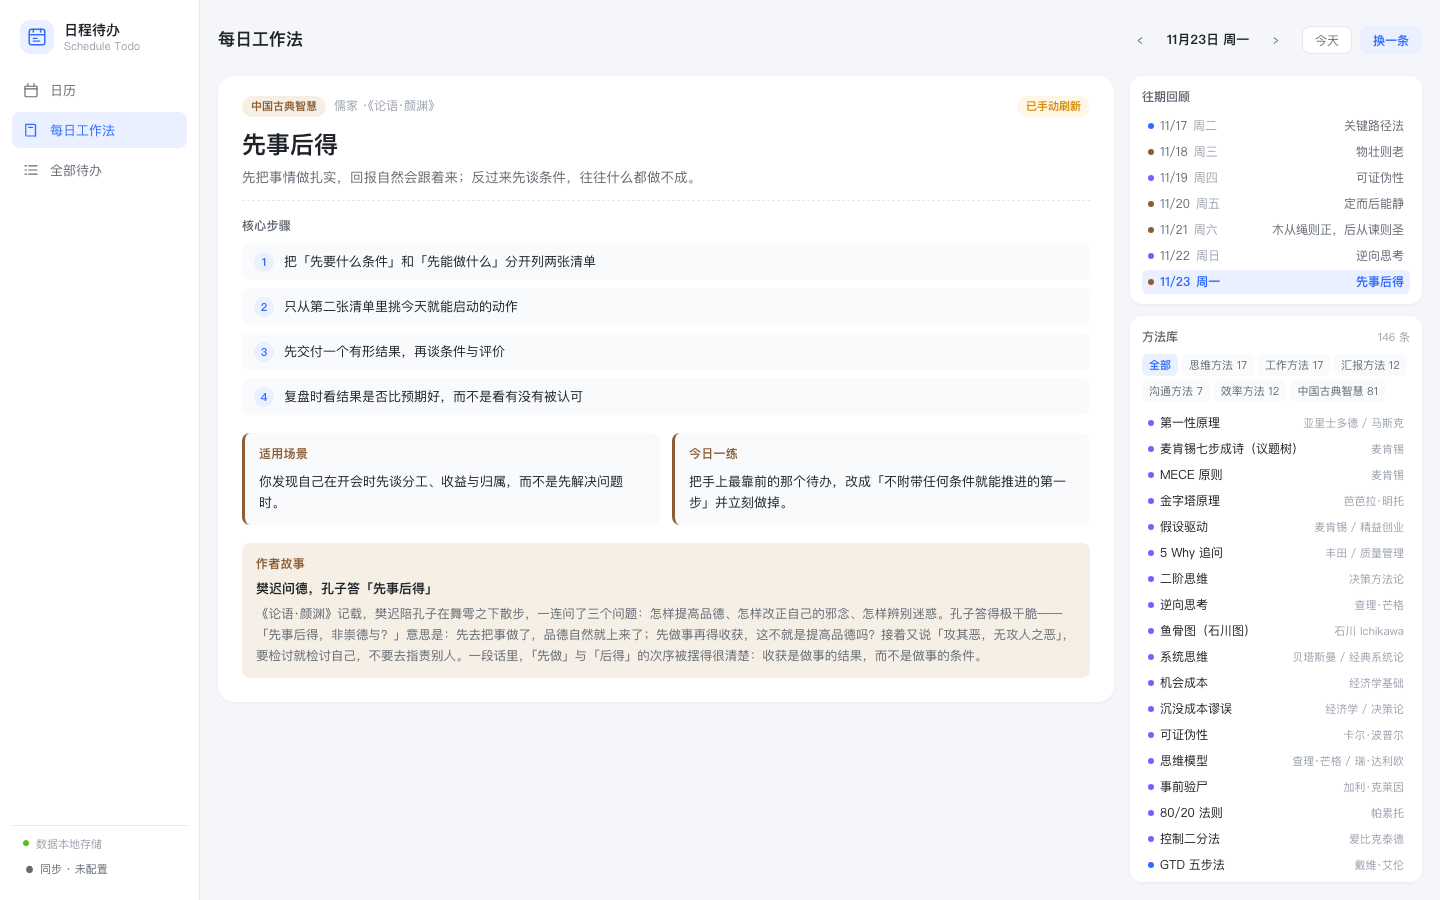 日程待办
Schedule Todo
日历
每日工作法
全部待办
数据本地存储
同步 · 未配置
每日工作法
‹ 11月23日 周一 › 今天 换一条
中国古典智慧 儒家 ·《论语·颜渊》 已手动刷新
先事后得
先把事情做扎实，回报自然会跟着来；反过来先谈条件，往往什么都做不成。
核心步骤
1 把「先要什么条件」和「先能做什么」分开列两张清单
2 只从第二张清单里挑今天就能启动的动作
3 先交付一个有形结果，再谈条件与评价
4 复盘时看结果是否比预期好，而不是看有没有被认可
适用场景
你发现自己在开会时先谈分工、收益与归属，而不是先解决问题
时。
今日一练
把手上最靠前的那个待办，改成「不附带任何条件就能推进的第一
步」并立刻做掉。
作者故事
樊迟问德，孔子答「先事后得」
《论语·颜渊》记载，樊迟陪孔子在舞雩之下散步，一连问了三个问题：怎样提高品德、怎样改正自己的邪念、怎样辨别迷惑。孔子答得极干脆——
「先事后得，非崇德与？」意思是：先去把事做了，品德自然就上来了；先做事再得收获，这不就是提高品德吗？接着又说「攻其恶，无攻人之恶」，
要检讨就检讨自己，不要去指责别人。一段话里，「先做」与「后得」的次序被摆得很清楚：收获是做事的结果，而不是做事的条件。
往期回顾
11/17 周二 关键路径法
11/18 周三 物壮则老
11/19 周四 可证伪性
11/20 周五 定而后能静
11/21 周六 木从绳则正，后从谏则圣
11/22 周日 逆向思考
11/23 周一 先事后得
方法库 146 条
全部 思维方法 17 工作方法 17 汇报方法 12
沟通方法 7 效率方法 12 中国古典智慧 81
第一性原理 亚里士多德 / 马斯克
麦肯锡七步成诗（议题树） 麦肯锡
MECE 原则 麦肯锡
金字塔原理 芭芭拉·明托
假设驱动 麦肯锡 / 精益创业
5 Why 追问 丰田 / 质量管理
二阶思维 决策方法论
逆向思考 查理·芒格
鱼骨图（石川图） 石川 Ichikawa
系统思维 贝塔斯曼 / 经典系统论
机会成本 经济学基础
沉没成本谬误 经济学 / 决策论
可证伪性 卡尔·波普尔
思维模型 查理·芒格 / 瑞·达利欧
事前验尸 加利·克莱因
80/20 法则 帕累托
控制二分法 爱比克泰德
GTD 五步法 戴维·艾伦